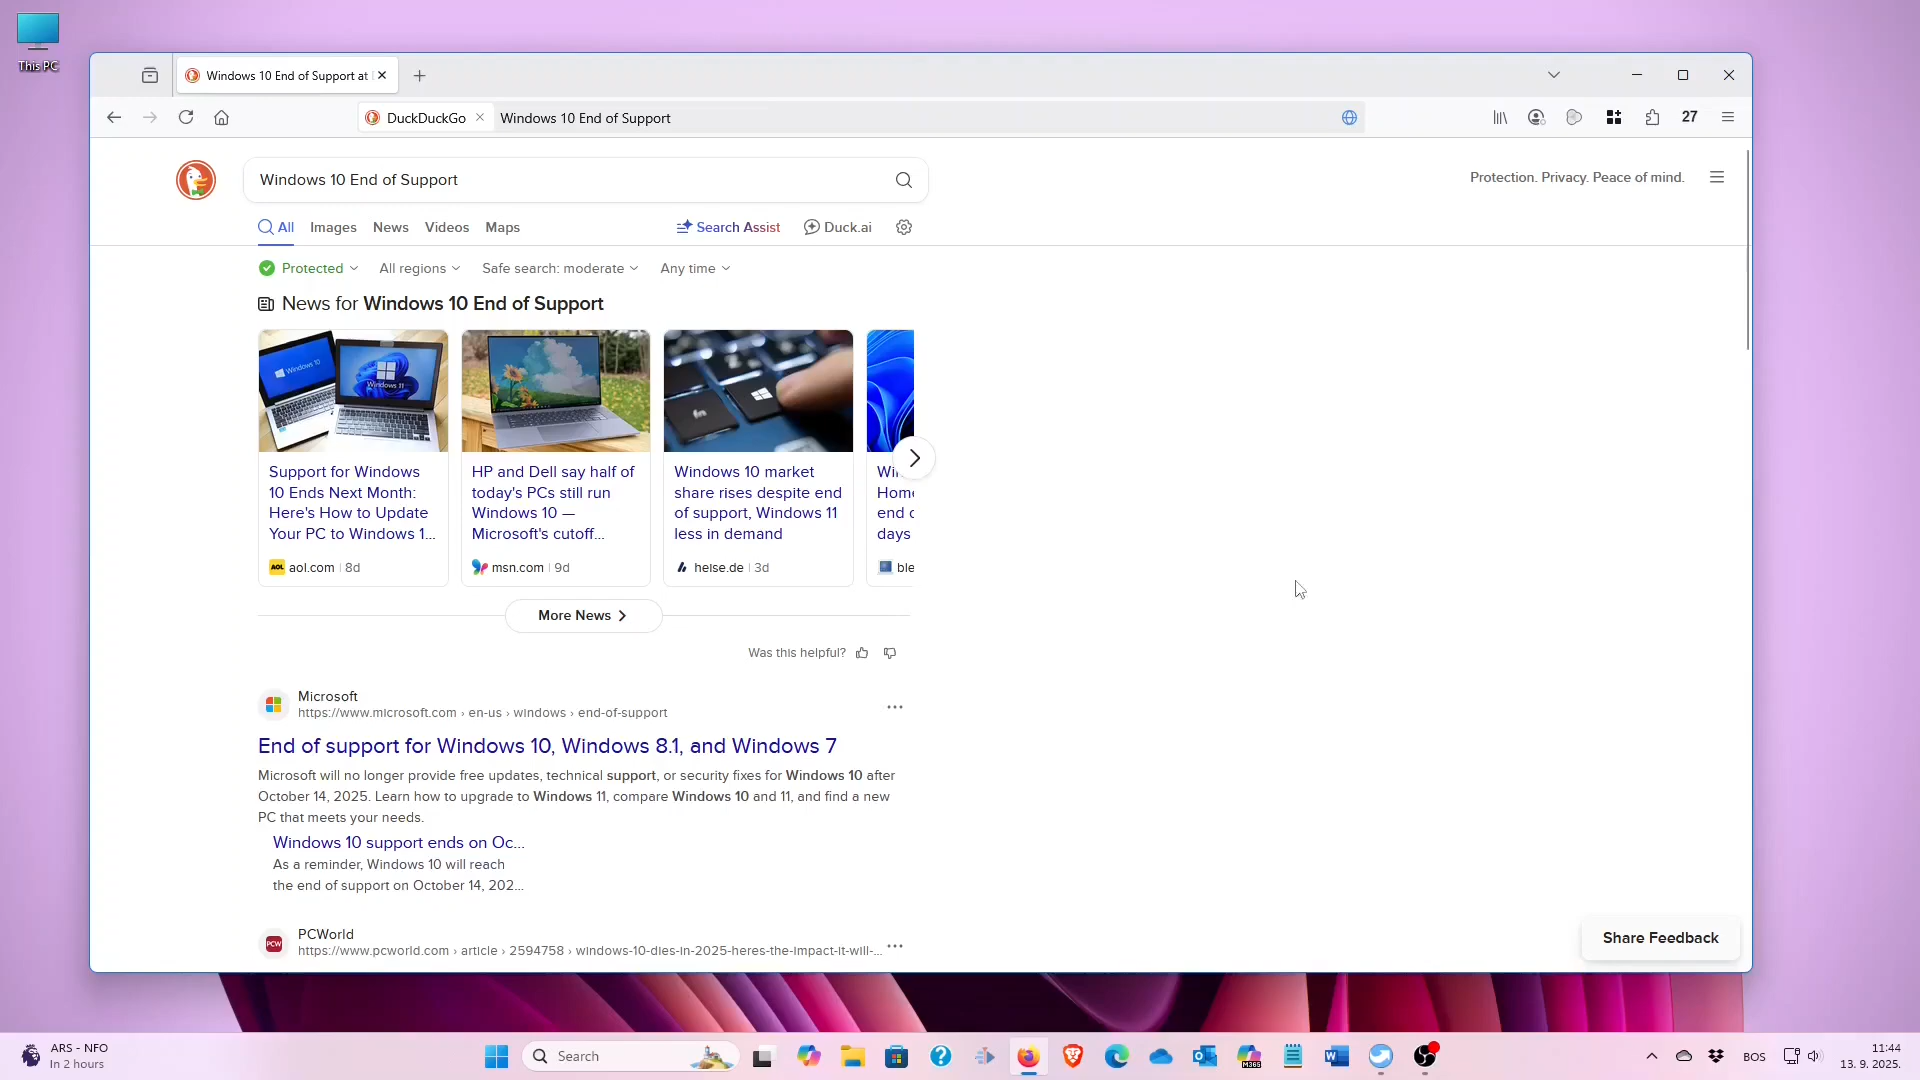 This PC
Windows 10 End of Support at
DuckDuckGo
Windows 10 End of Support
27
Windows 10 End of Support
Protection. Privacy. Peace of mind.
All
Images
News
Videos
Maps
Search Assist
Duck.ai
Protected
All regions
Safe search: moderate
Any time
News for Windows 10 End of Support
Support for Windows
10 Ends Next Month:
Here's How to Update
Your PC to Windows 1...
AOL aol.com 8d
HP and Dell say half of
today's PCs still run
Windows 10 —
Microsoft's cutoff...
msn.com 9d
Windows 10 market
share rises despite end
of support, Windows 11
less in demand
heise.de 3d
Home
end o
days
ble
More News
Was this helpful?
Microsoft
https://www.microsoft.com › en-us › windows › end-of-support
End of support for Windows 10, Windows 8.1, and Windows 7
Microsoft will no longer provide free updates, technical support, or security fixes for Windows 10 after
October 14, 2025. Learn how to upgrade to Windows 11, compare Windows 10 and 11, and find a new
PC that meets your needs.
Windows 10 support ends on Oc...
As a reminder, Windows 10 will reach
the end of support on October 14, 202...
PCW
PCWorld
https://www.pcworld.com › article › 2594758 › windows-10-dies-in-2025-heres-the-impact-it-will-...
Share Feedback
ARS - NFO
In 2 hours
Search
M365
BOS
11:44
13. 9. 2025.